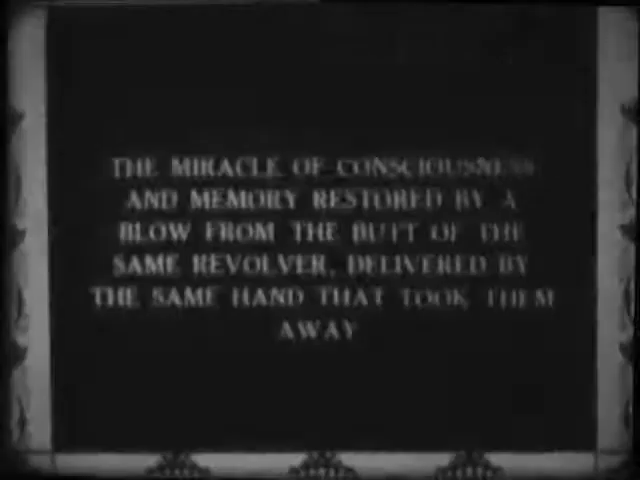 THE MIRACLE OF CONSCIOUSNESS
AND MEMORY RESTORED BY A
BLOW FROM THE BUTT OF THE
SAME REVOLVER, DELIVERED BY
THE SAME HAND THAT TOOK THEM
AWAY